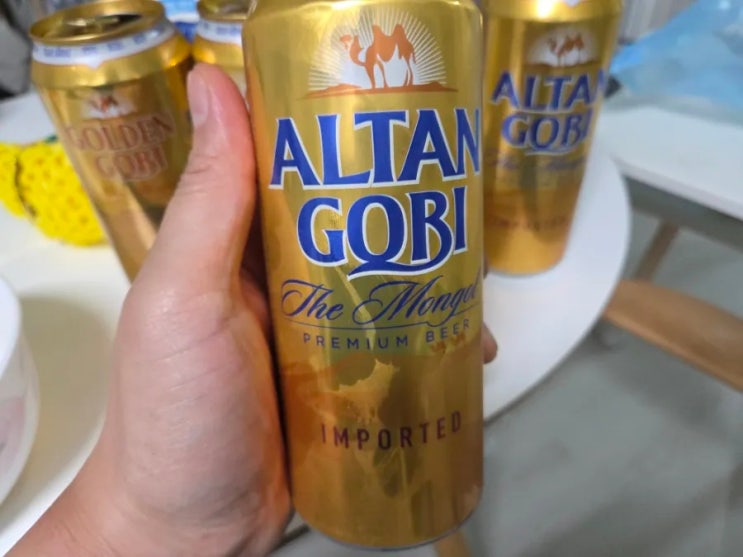 ALTAN
GOBI
The Mongol
PREMIUM BEER
IMPORTED
GOLDEN
GOBI
ALTAN
GOBI